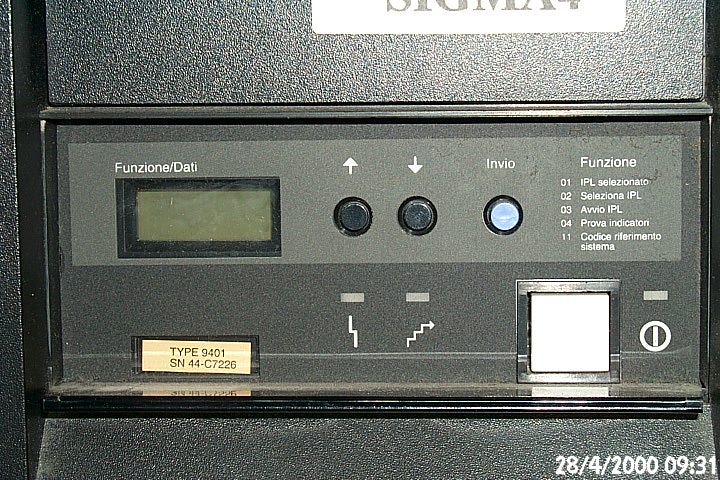 SIGMA4
Funzione/Dati
Invio
Funzione
01 IPL selezionato
02 Seleziona IPL
03 Avvio IPL
04 Prova indicatori
11 Codice riferimento
sistema
TYPE 9401
SN 44-C7226
28/4/2000 09:31